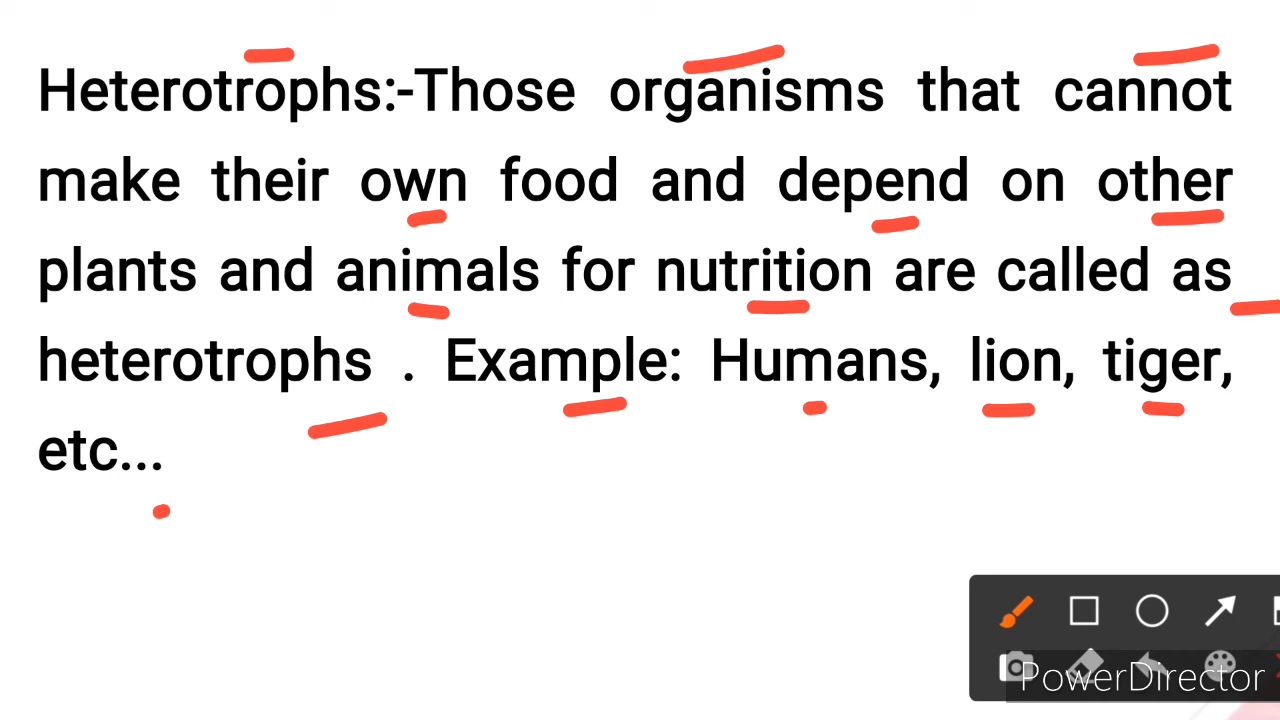 Heterotrophs:-Those organisms that cannot
make their own food and depend on other
plants and animals for nutrition are called as
heterotrophs . Example: Humans, lion, tiger,
etc...
PowerDirector